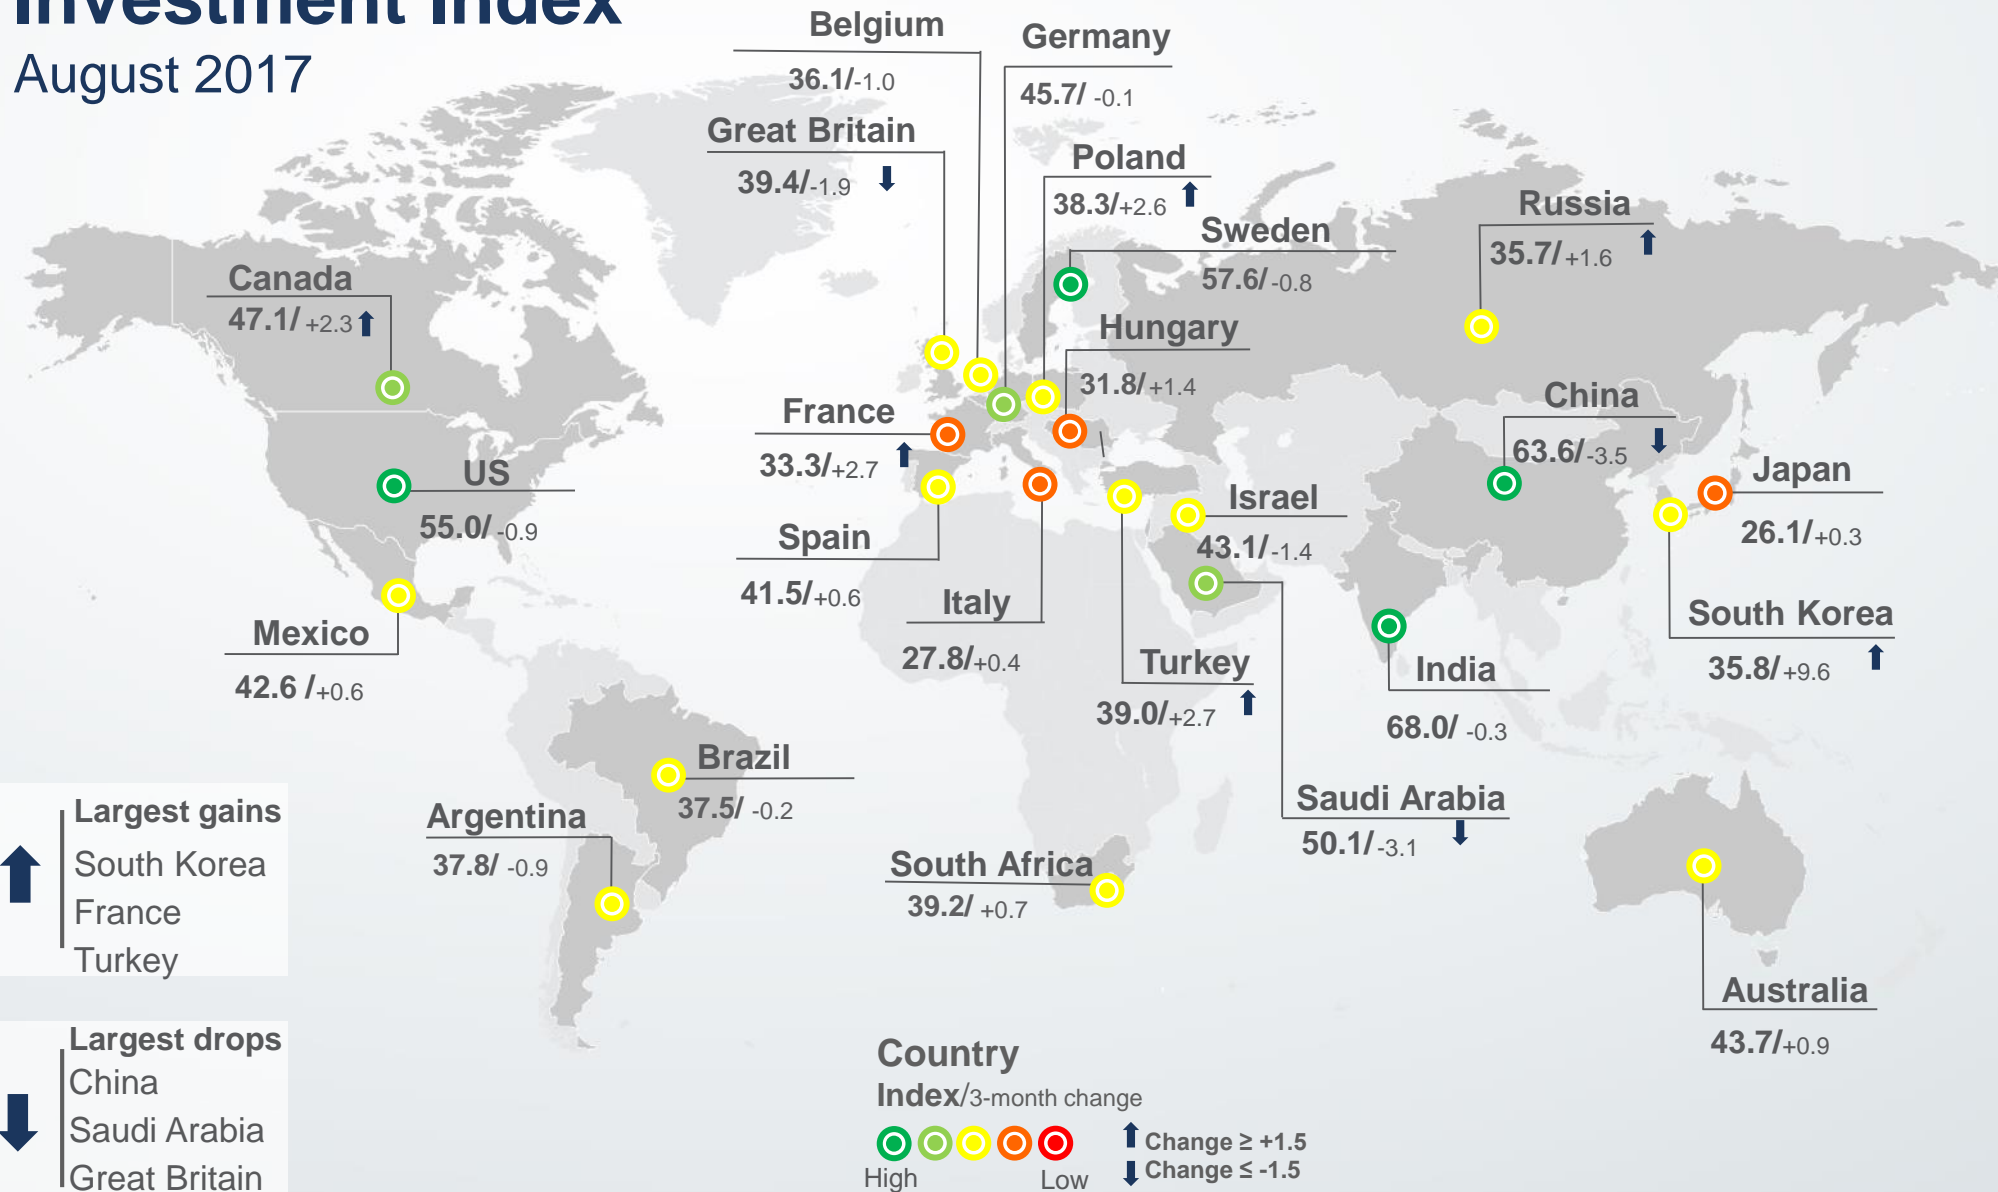 Investment Index
August 2017
Belgium
36.1/-1.0
Germany
45.7/ -0.1
Great Britain
39.4/-1.9
Poland
38.3/+2.6
Sweden
57.6/-0.8
Russia
35.7/+1.6
Canada
47.1/ +2.3
Hungary
31.8/+1.4
France
33.3/+2.7
China
63.6/-3.5
US
55.0/ -0.9
Japan
26.1/+0.3
Israel
43.1/-1.4
Spain
41.5/+0.6
Italy
27.8/+0.4
South Korea
35.8/+9.6
Mexico
42.6 /+0.6
Turkey
39.0/+2.7
India
68.0/ -0.3
Brazil
37.5/ -0.2
Argentina
37.8/ -0.9
Saudi Arabia
50.1/-3.1
South Africa
39.2/ +0.7
Australia
43.7/+0.9
Largest gains
South Korea
France
Turkey
Largest drops
China
Saudi Arabia
Great Britain
Country
Index/3-month change
High
Low
Change ≥ +1.5
Change ≤ -1.5